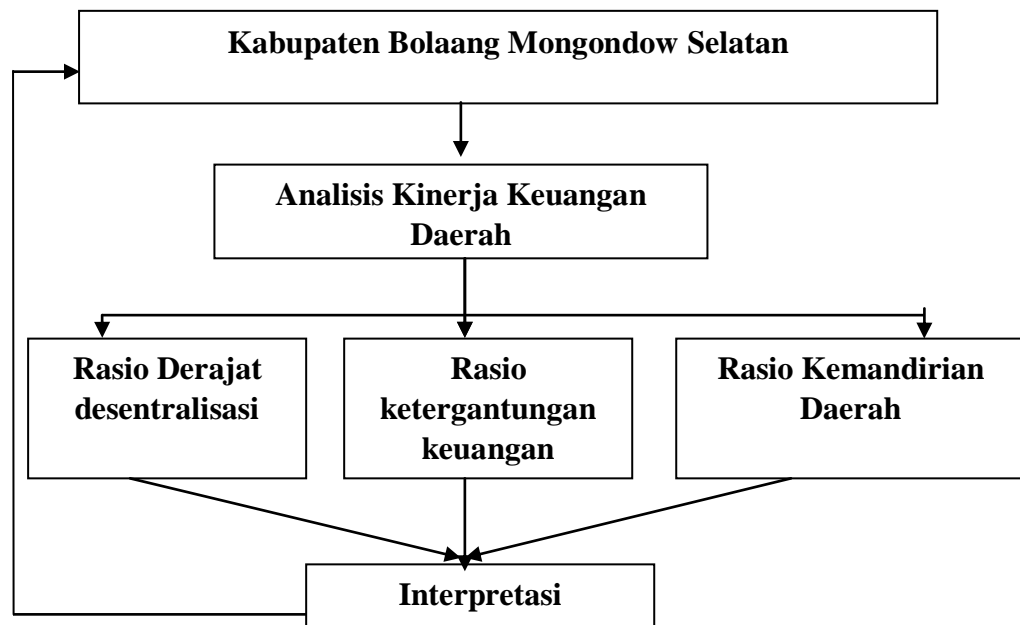 Kabupaten Bolaang Mongondow Selatan
Analisis Kinerja Keuangan
Daerah
Rasio Derajat
desentralisasi
Rasio
ketergantungan
keuangan
Rasio Kemandirian
Daerah
Interpretasi